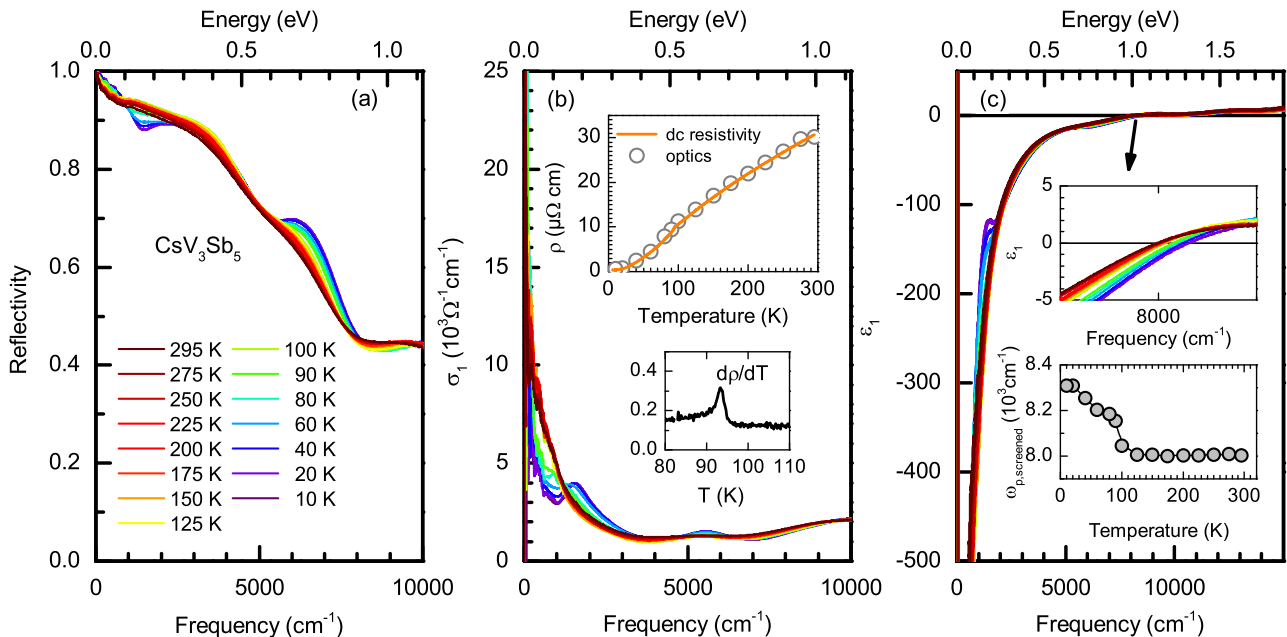 Energy (eV)
0.0 0.5 1.0
1.0
0.8
0.6
0.4
0.2
0.0
Reflectivity
(a)
CsV₃Sb₅
295 K 100 K
275 K 90 K
250 K 80 K
225 K 60 K
200 K 40 K
175 K 20 K
150 K 10 K
125 K
0 5000 10000
Frequency (cm⁻¹)
Energy (eV)
0.0 0.5 1.0
25
20
15
10
5
0
σ₁ (10³Ω⁻¹cm⁻¹)
(b)
30
20
10
0
ρ (μΩ cm)
dc resistivity
optics
0 100 200 300
Temperature (K)
0.4
0.2
0.0
dρ/dT
80 90 100 110
T (K)
0 5000 10000
Frequency (cm⁻¹)
Energy (eV)
0.0 0.5 1.0 1.5
0
-100
-200
-300
-400
-500
ε₁
(c)
5
0
-5
ε₁
8000
Frequency (cm⁻¹)
8.4
8.2
8.0
ω p,screened (10³cm⁻¹)
0 100 200 300
Temperature (K)
0 5000 10000
Frequency (cm⁻¹)